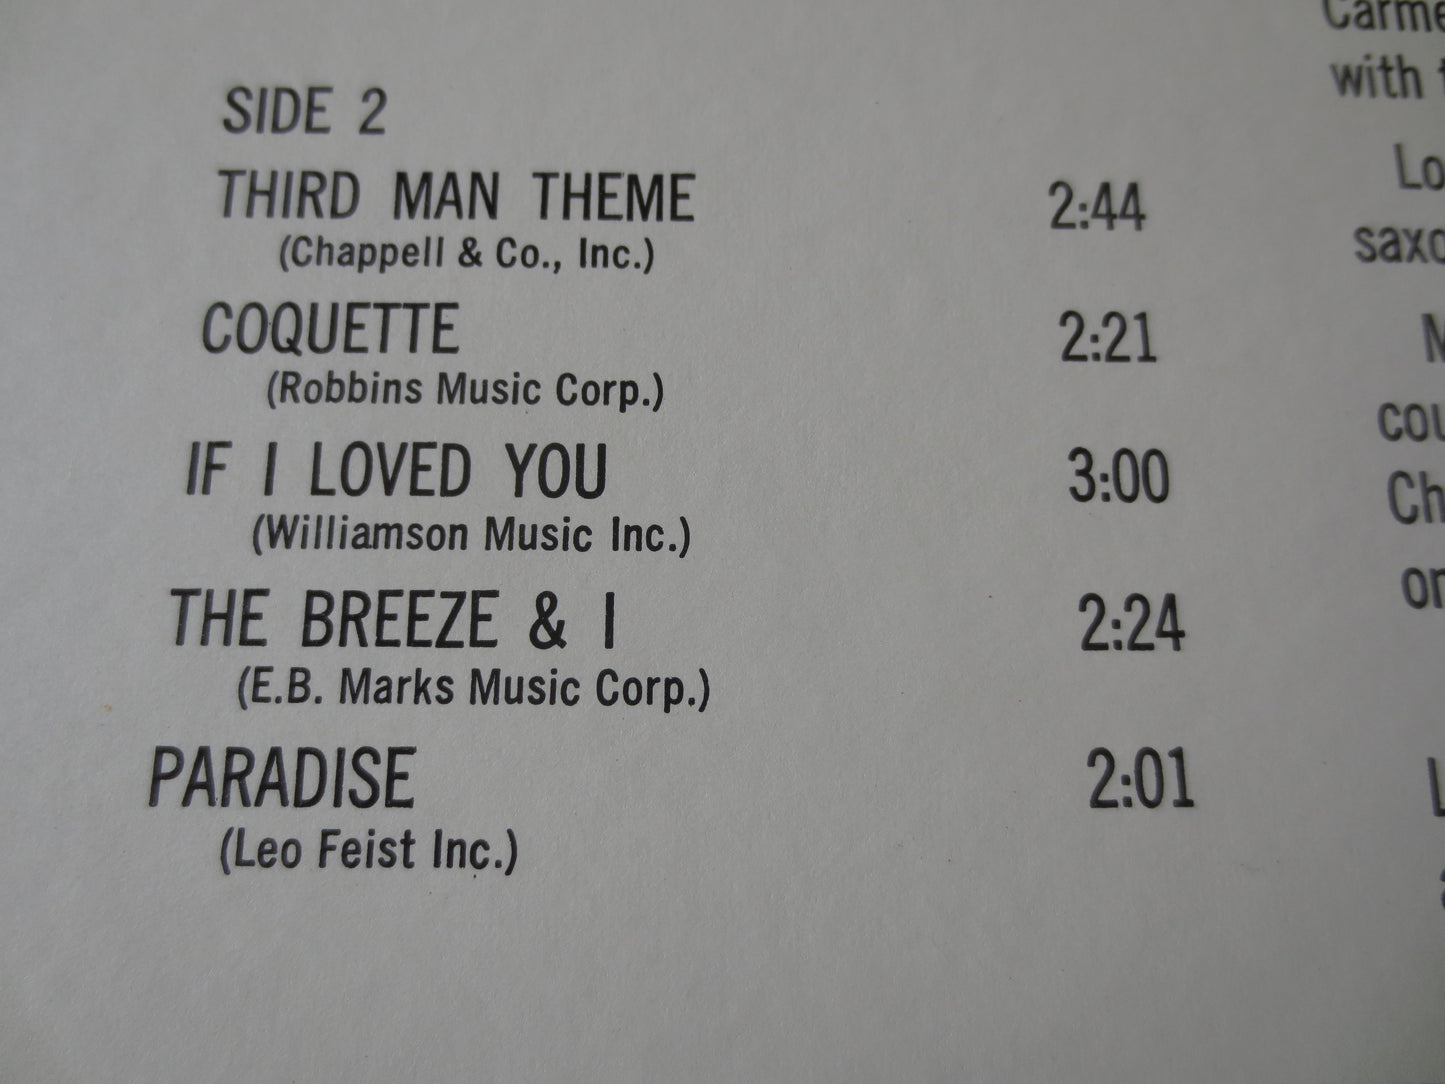 SIDE 2
THIRD MAN THEME 2:44
(Chappell & Co., Inc.)
COQUETTE 2:21
(Robbins Music Corp.)
IF I LOVED YOU 3:00
(Williamson Music Inc.)
THE BREEZE & I 2:24
(E.B. Marks Music Corp.)
PARADISE 2:01
(Leo Feist Inc.)
with